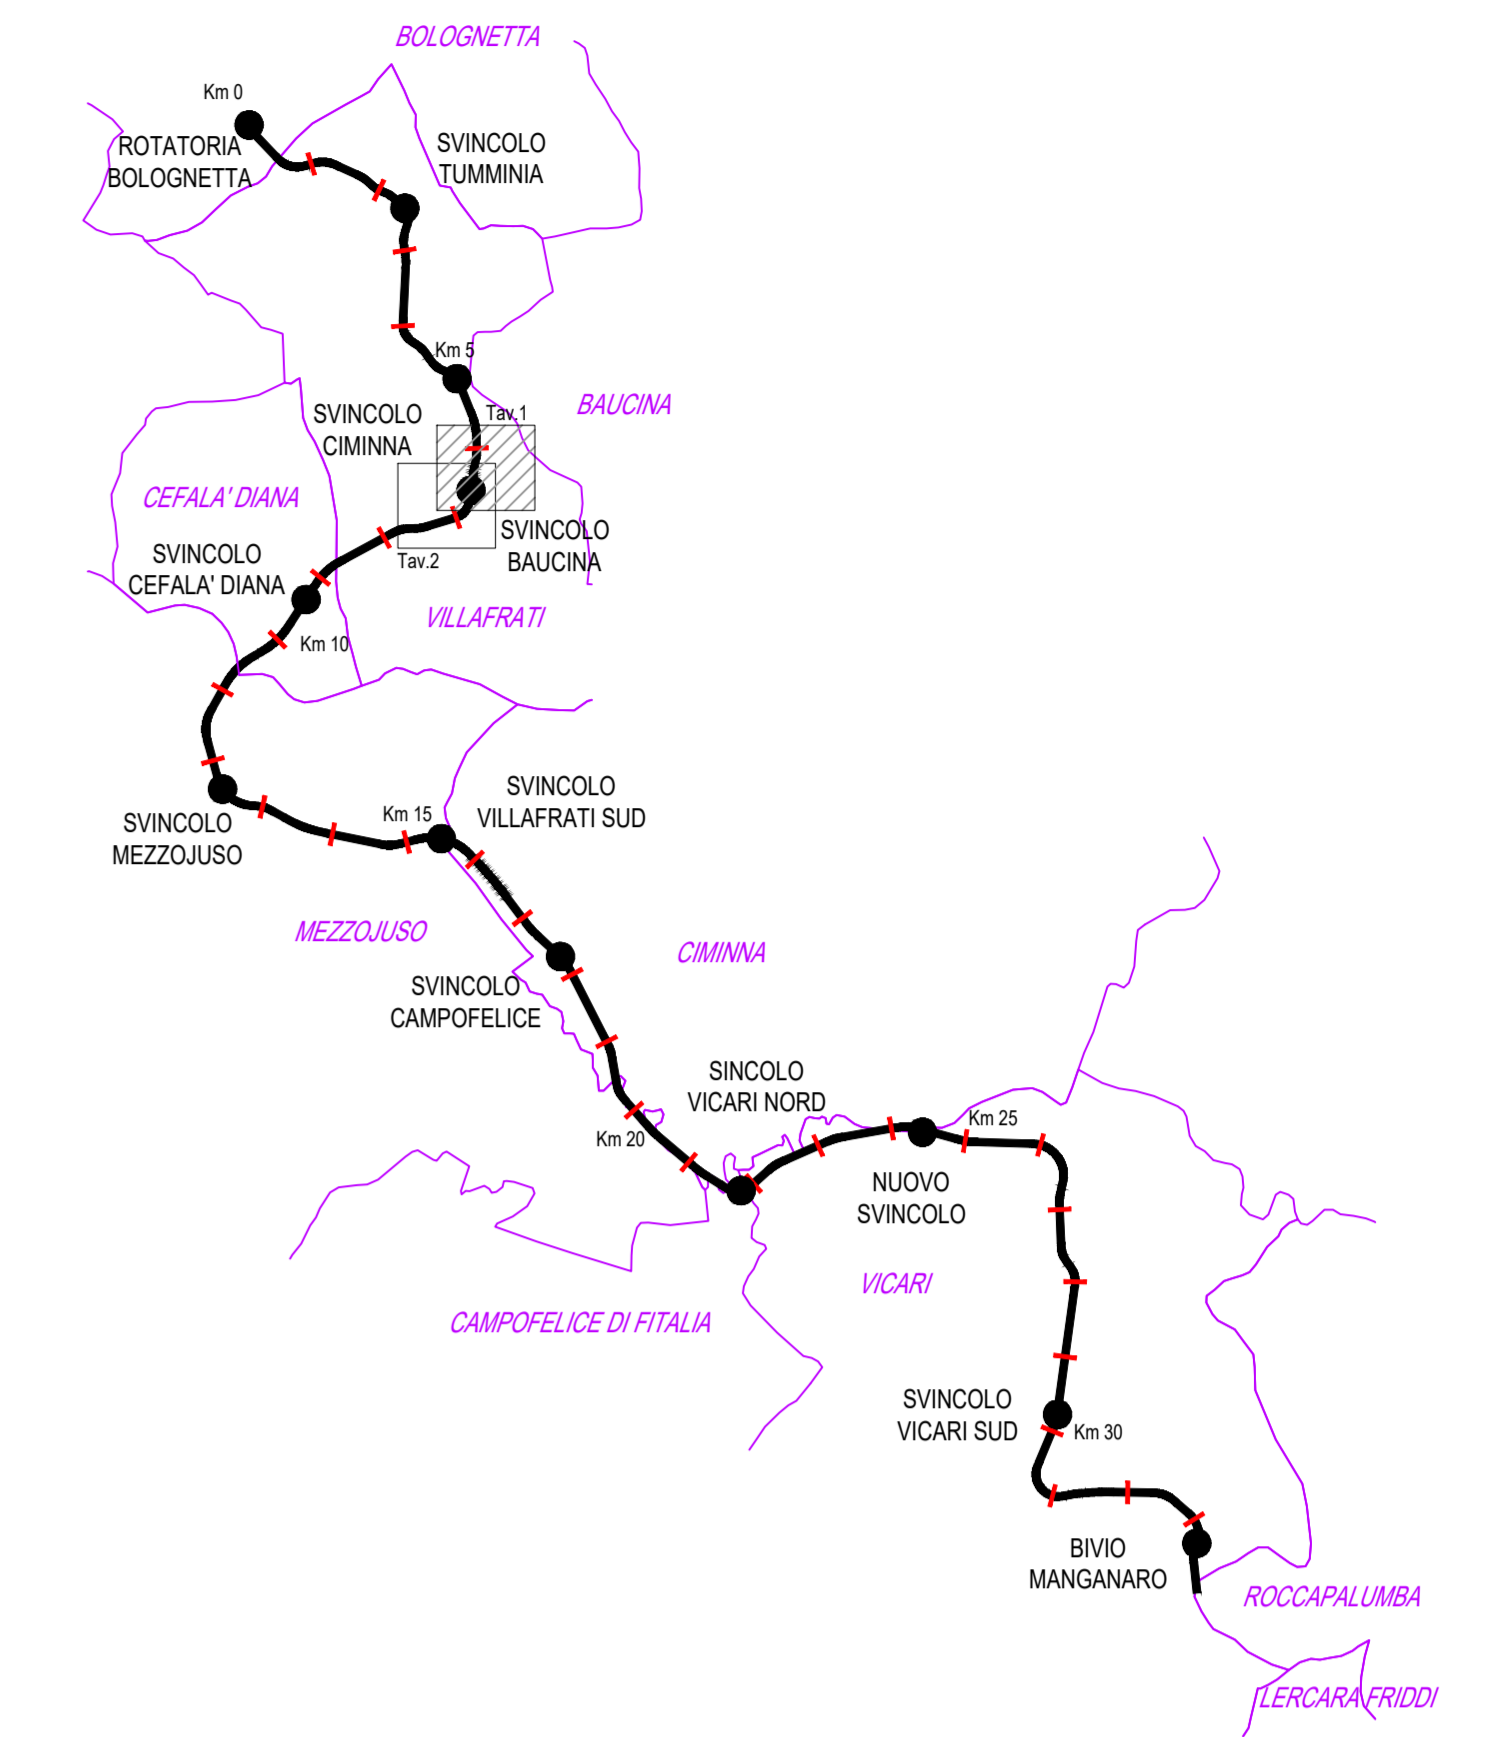 BOLOGNETTA
Km 0
ROTATORIA
BOLOGNETTA
SVINCOLO
TUMMINIA
Km 5
BAUCINA
Tav.1
SVINCOLO
CIMINNA
CEFALA' DIANA
SVINCOLO
BAUCINA
Tav.2
SVINCOLO
CEFALA' DIANA
VILLAFRATI
Km 10
SVINCOLO
VILLAFRATI SUD
Km 15
SVINCOLO
MEZZOJUSO
MEZZOJUSO
CIMINNA
SVINCOLO
CAMPOFELICE
SINCOLO
VICARI NORD
Km 20
Km 25
NUOVO
SVINCOLO
VICARI
CAMPOFELICE DI FITALIA
SVINCOLO
VICARI SUD
Km 30
BIVIO
MANGANARO
ROCCAPALUMBA
LERCARA FRIDDI